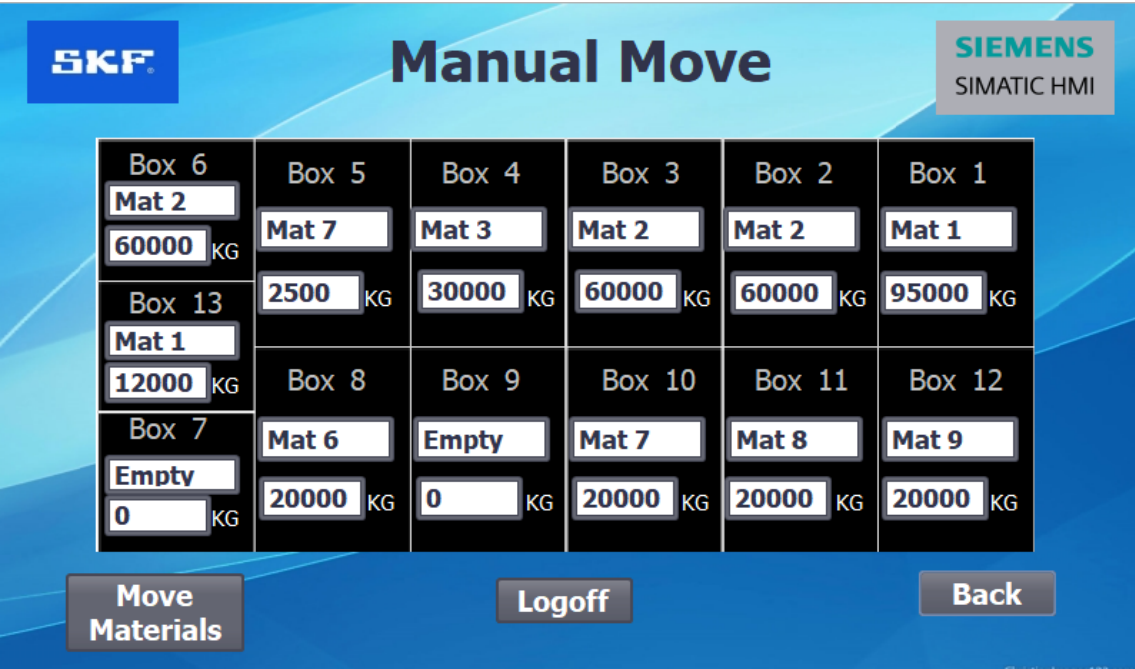 SKF.
Manual Move
SIEMENS
SIMATIC HMI
Box 6
Mat 2
60000 KG
Box 5
Mat 7
2500 KG
Box 4
Mat 3
30000 KG
Box 3
Mat 2
60000 KG
Box 2
Mat 2
60000 KG
Box 1
Mat 1
95000 KG
Box 13
Mat 1
12000 KG
Box 7
Empty
0 KG
Box 8
Mat 6
20000 KG
Box 9
Empty
0 KG
Box 10
Mat 7
20000 KG
Box 11
Mat 8
20000 KG
Box 12
Mat 9
20000 KG
Move
Materials
Logoff
Back